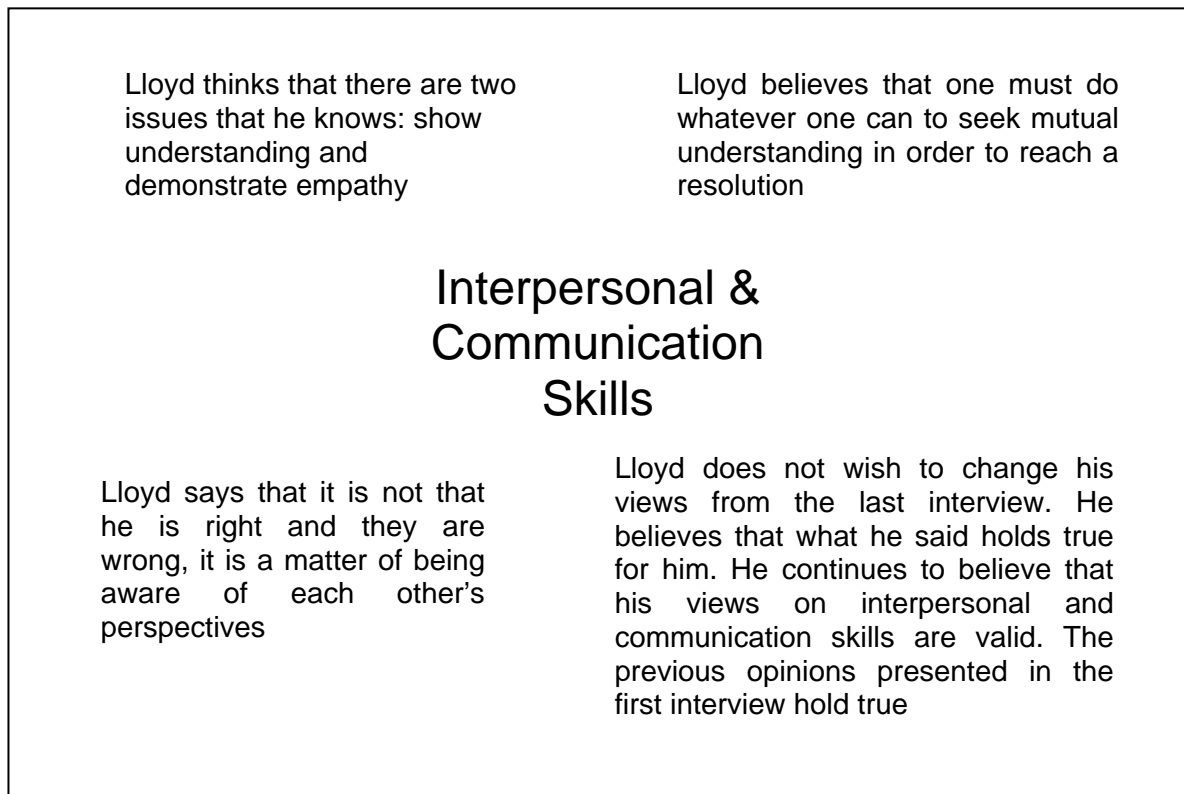 Lloyd thinks that there are two
issues that he knows: show
understanding and
demonstrate empathy
Lloyd believes that one must do
whatever one can to seek mutual
understanding in order to reach a
resolution
Interpersonal &
Communication
Skills
Lloyd says that it is not that
he is right and they are
wrong, it is a matter of being
aware of each other’s
perspectives
Lloyd does not wish to change his
views from the last interview. He
believes that what he said holds true
for him. He continues to believe that
his views on interpersonal and
communication skills are valid. The
previous opinions presented in the
first interview hold true